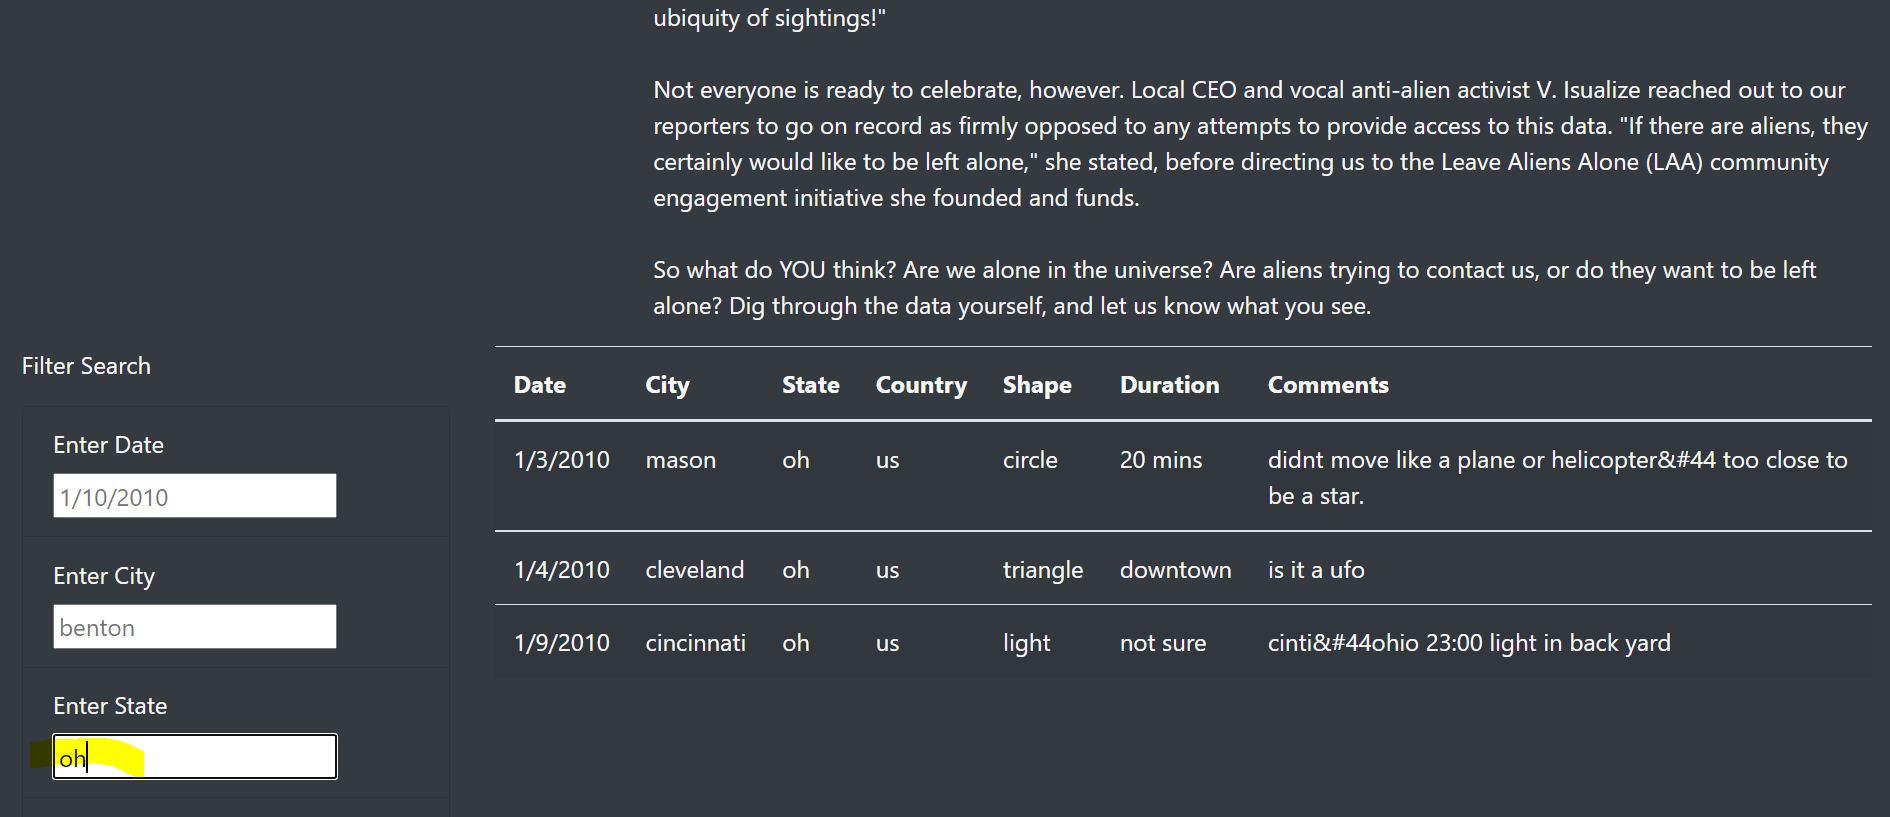 ubiquity of sightings!"
Not everyone is ready to celebrate, however. Local CEO and vocal anti-alien activist V. Isualize reached out to our
reporters to go on record as firmly opposed to any attempts to provide access to this data. "If there are aliens, they
certainly would like to be left alone," she stated, before directing us to the Leave Aliens Alone (LAA) community
engagement initiative she founded and funds.
So what do YOU think? Are we alone in the universe? Are aliens trying to contact us, or do they want to be left
alone? Dig through the data yourself, and let us know what you see.
Filter Search
Enter Date
1/10/2010
Enter City
benton
Enter State
oh
Date City State Country Shape Duration Comments
1/3/2010 mason oh us circle 20 mins didnt move like a plane or helicopter&#44 too close to
be a star.
1/4/2010 cleveland oh us triangle downtown is it a ufo
1/9/2010 cincinnati oh us light not sure cinti&#44ohio 23:00 light in back yard